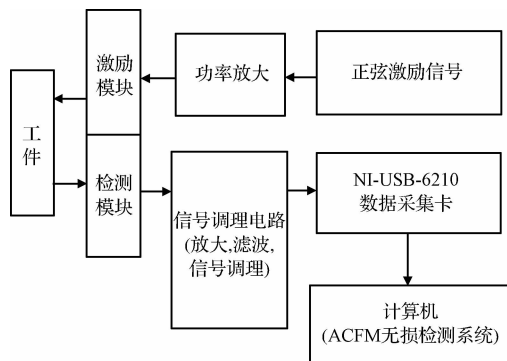 激励
模块
功率放大
正弦激励信号
工
件
检测
模块
信号调理电路
(放大,滤波,
信号调理)
NI-USB-6210
数据采集卡
计算机
(ACFM无损检测系统)